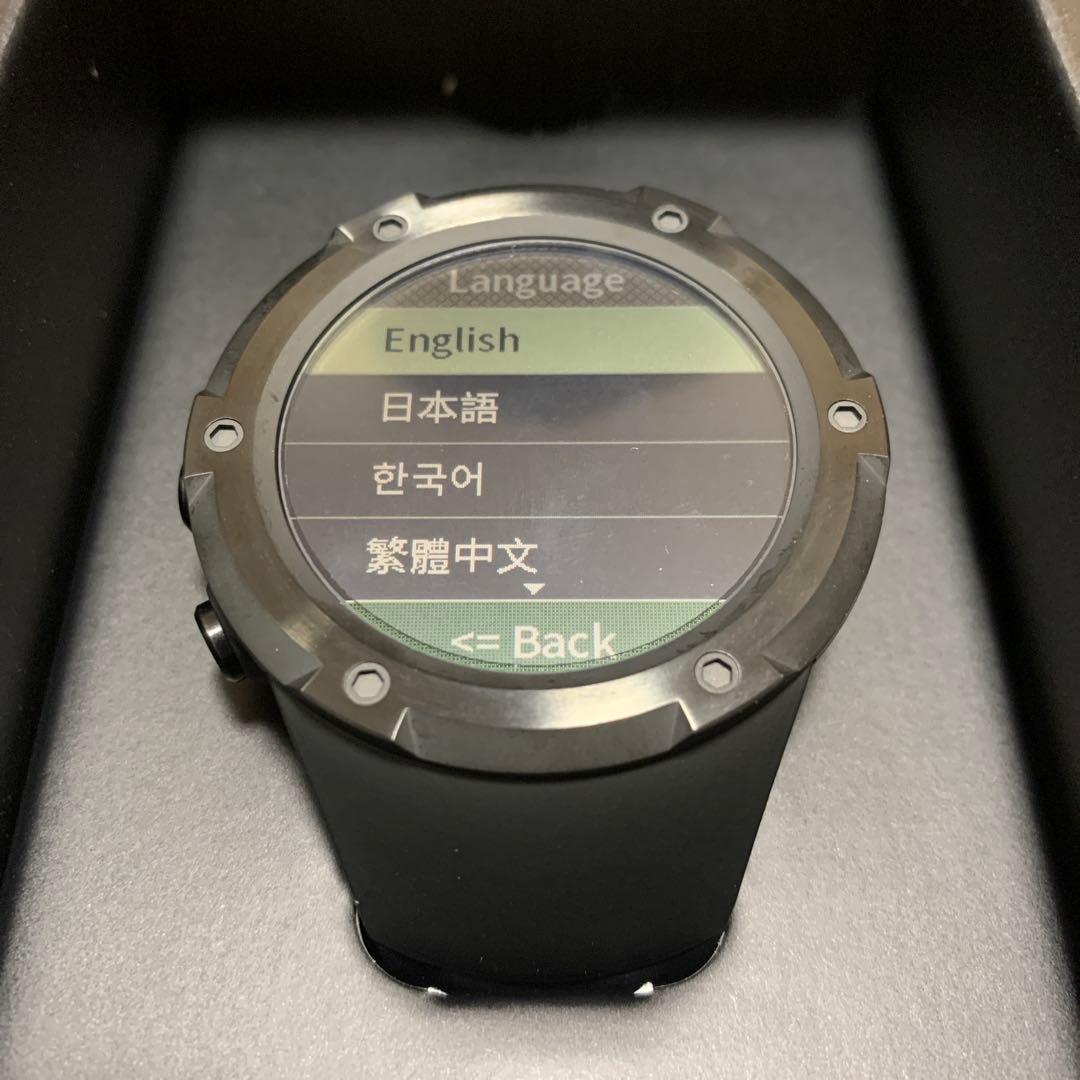 Language
English
日本語
한국어
繁體中文
<= Back